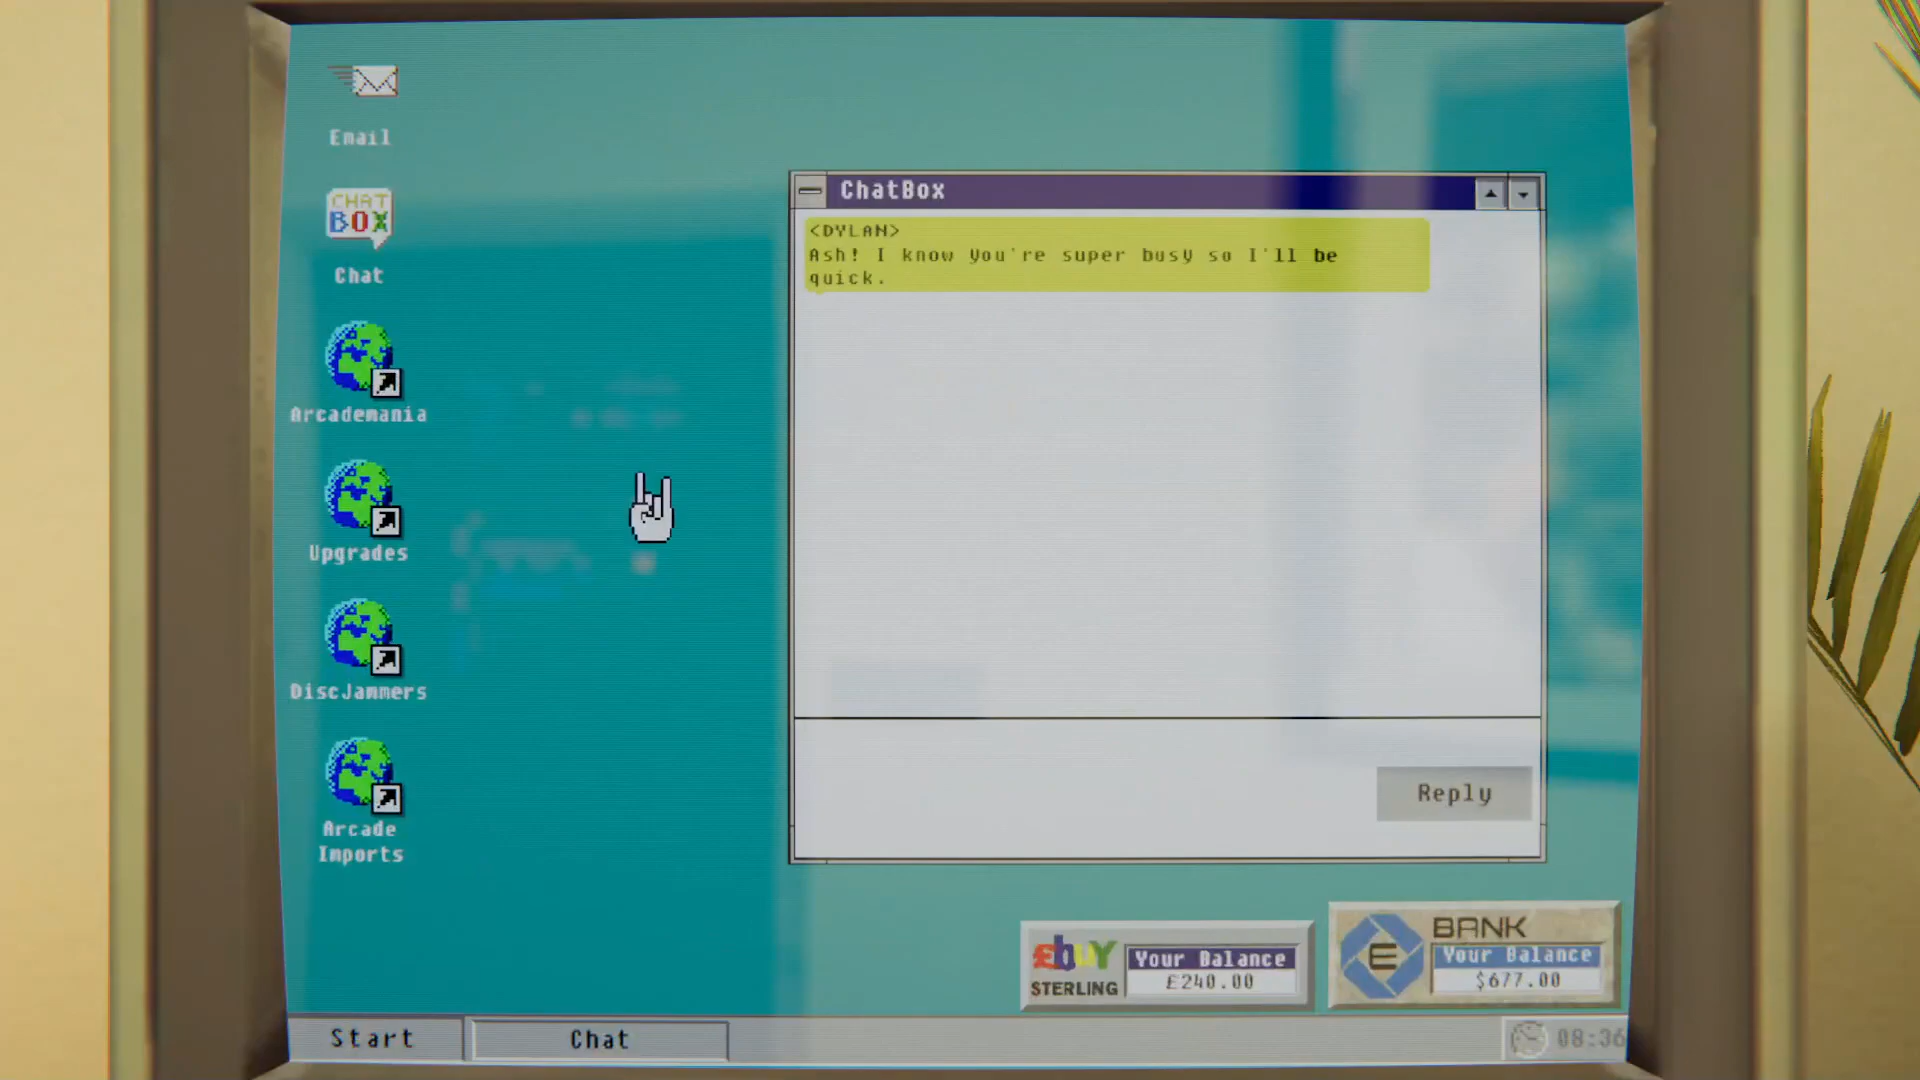 Email
CHAT
BOX
Chat
Arcademania
Upgrades
DiscJammers
Arcade
Imports
ChatBox
<DYLAN>
Ash! I know you're super busy so I'll be
quick.
Reply
ebuy
STERLING
Your Balance
£240.00
E
BANK
Your Balance
$677.00
Start
Chat
08:36